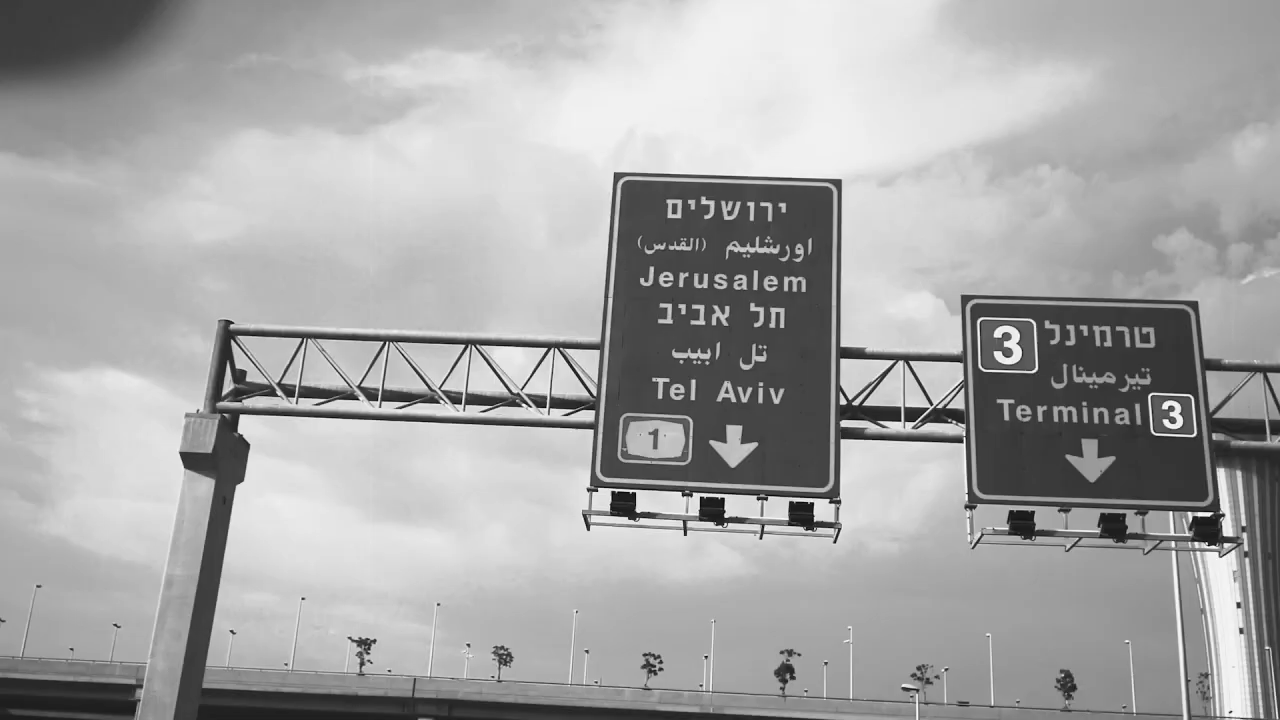 ירושלים
اورشليم (القدس)
Jerusalem
תל אביב
تل ابيب
Tel Aviv
1
3 טרמינל
تيرمينال
Terminal 3